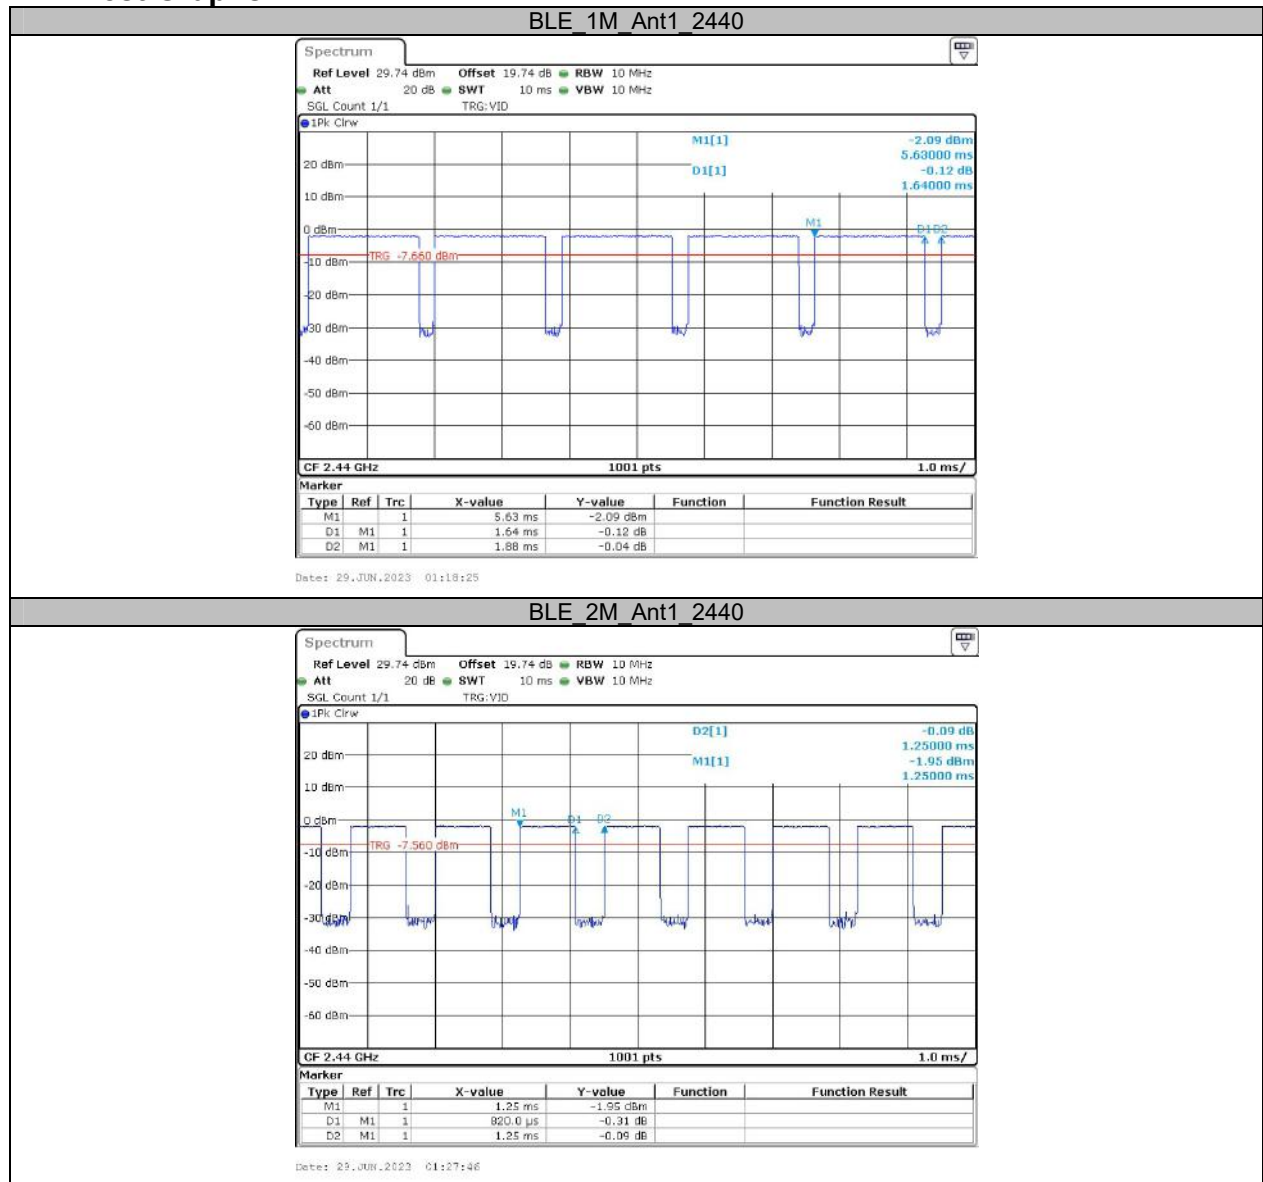 BLE_1M_Ant1_2440
Spectrum
Ref Level 29.74 dBm Offset 19.74 dB RBW 10 MHz
Att 20 dB SWT 10 ms VBW 10 MHz
SGL Count 1/1 TRG:VID
1Pk Clrw
M1[1] -2.09 dBm
5.63000 ms
D1[1] -0.12 dB
1.64000 ms
20 dBm
10 dBm
0 dBm
M1
D1 D2
TRG -7.660 dBm
-10 dBm
-20 dBm
-30 dBm
-40 dBm
-50 dBm
-60 dBm
CF 2.44 GHz 1001 pts 1.0 ms/
Marker
Type Ref Trc X-value Y-value Function Function Result
M1 1 5.63 ms -2.09 dBm
D1 M1 1 1.64 ms -0.12 dB
D2 M1 1 1.88 ms -0.04 dB
Date: 29.JUN.2023 01:18:25
BLE_2M_Ant1_2440
Spectrum
Ref Level 29.74 dBm Offset 19.74 dB RBW 10 MHz
Att 20 dB SWT 10 ms VBW 10 MHz
SGL Count 1/1 TRG:VID
1Pk Clrw
D2[1] -0.09 dB
1.25000 ms
M1[1] -1.95 dBm
1.25000 ms
20 dBm
10 dBm
0 dBm
M1
D1 D2
TRG -7.560 dBm
-10 dBm
-20 dBm
-30 dBm
-40 dBm
-50 dBm
-60 dBm
CF 2.44 GHz 1001 pts 1.0 ms/
Marker
Type Ref Trc X-value Y-value Function Function Result
M1 1 1.25 ms -1.95 dBm
D1 M1 1 820.0 µs -0.31 dB
D2 M1 1 1.25 ms -0.09 dB
Date: 29.JUN.2023 01:27:46